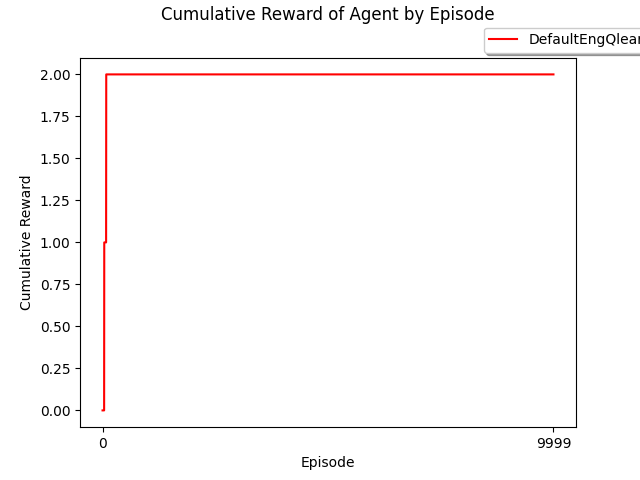 Cumulative Reward of Agent by Episode
DefaultEngQlear
2.00
1.75
1.50
1.25
1.00
0.75
0.50
0.25
0.00
Cumulative Reward
0 9999
Episode